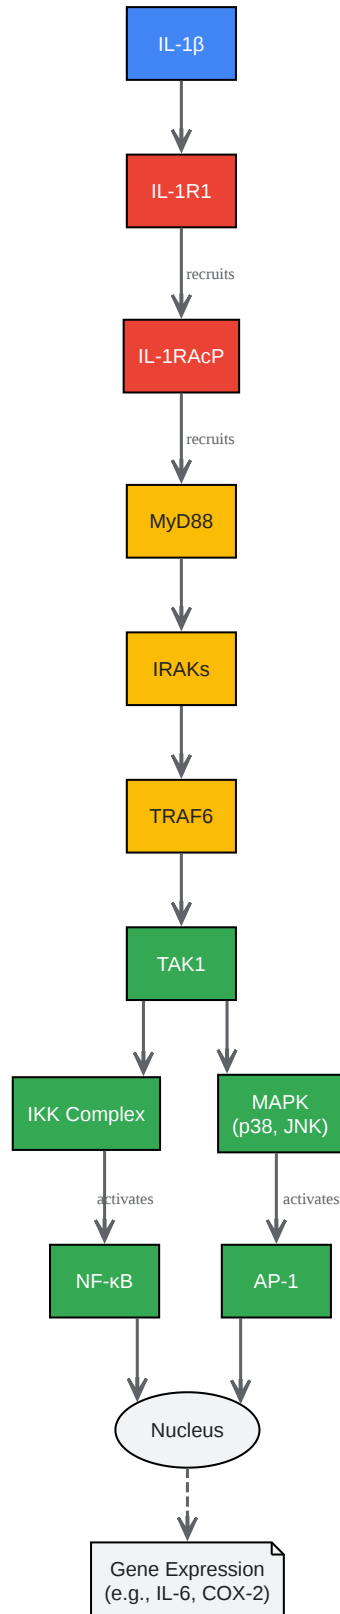 IL-1β
IL-1R1
recruits
IL-1RAcP
recruits
MyD88
IRAKs
TRAF6
TAK1
IKK Complex
MAPK
(p38, JNK)
activates
activates
NF-κB
AP-1
Nucleus
Gene Expression
(e.g., IL-6, COX-2)